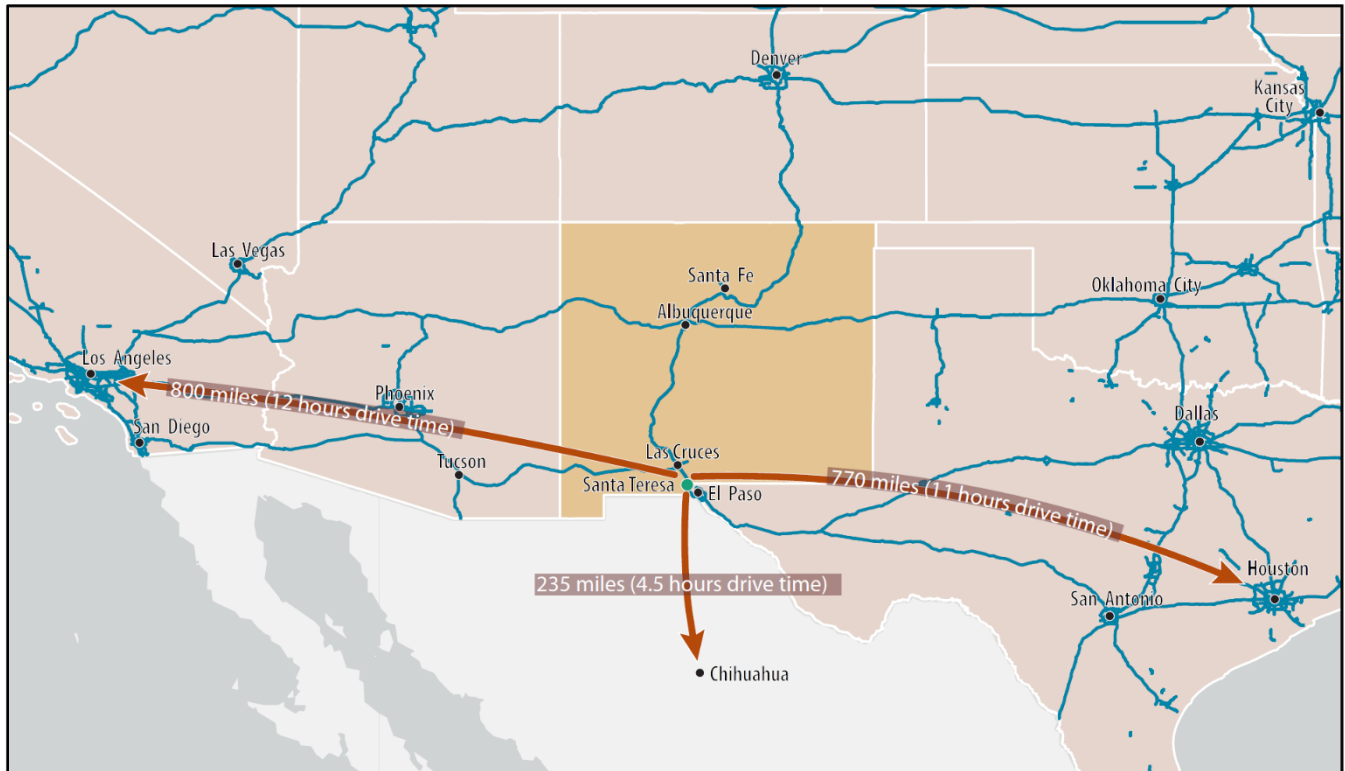 Denver
Kansas
City
Las Vegas
Santa Fe
Oklahoma City
Albuquerque
Los Angeles
800 miles (12 hours drive time)
Phoenix
Dallas
San Diego
Las Cruces
Tucson
Santa Teresa
El Paso
770 miles (11 hours drive time)
235 miles (4.5 hours drive time)
Houston
San Antonio
Chihuahua